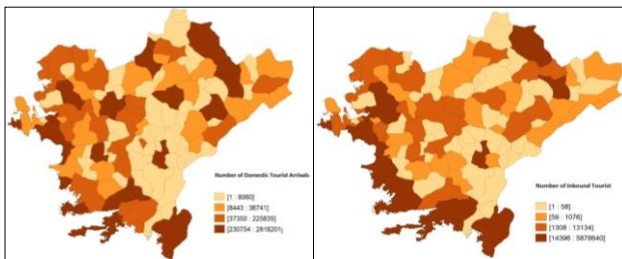 Number of Domestic Tourist Arrivals
[1 : 8080]
[8443 : 36741]
[37350 : 225835]
[230754 : 2818201]
Number of Inbound Tourist
[1 : 58]
[59 : 1076]
[1308 : 13134]
[14396 : 5878640]